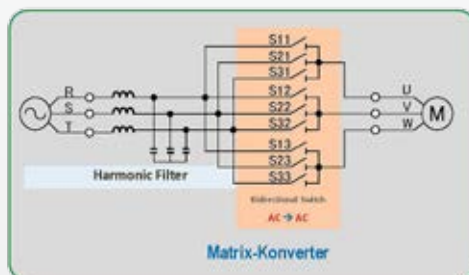 S11
S21
R S31 U
S12
S S22 V M
T S32 W
S13
S23
Harmonic Filter S33
Bidirectional Switch
AC → AC
Matrix-Konverter